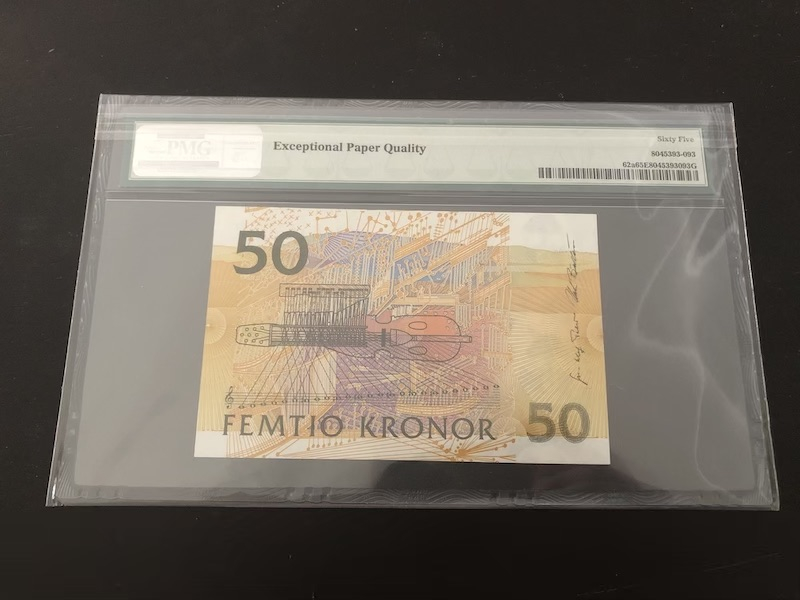 PMG
Exceptional Paper Quality
Sixty Five
8045393-093
62a65E8045393093G
50
FEMTIO KRONOR
50